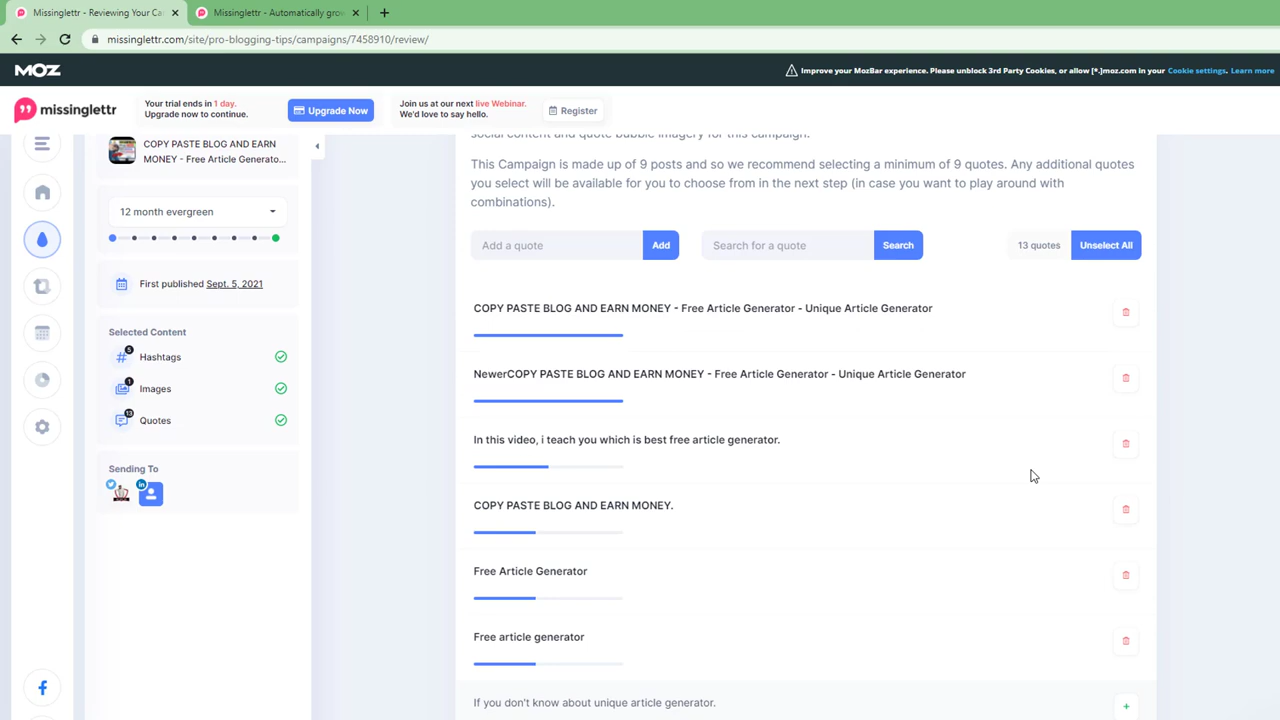 Missinglettr - Reviewing Your Ca
Missinglettr - Automatically grow
missinglettr.com/site/pro-blogging-tips/campaigns/7458910/review/
MOZ
Improve your MozBar experience. Please unblock 3rd Party Cookies, or allow [*.]moz.com in your Cookie settings. Learn more
missinglettr
Your trial ends in 1 day.
Upgrade now to continue.
Upgrade Now
Join us at our next live Webinar.
We'd love to say hello.
Register
COPY PASTE BLOG AND EARN
MONEY - Free Article Generato...
12 month evergreen
First published Sept. 5, 2021
Selected Content
5
Hashtags
1
Images
13
Quotes
Sending To
social content and quote bubble imagery for this campaign.
This Campaign is made up of 9 posts and so we recommend selecting a minimum of 9 quotes. Any additional quotes
you select will be available for you to choose from in the next step (in case you want to play around with
combinations).
Add a quote
Add
Search for a quote
Search
13 quotes
Unselect All
COPY PASTE BLOG AND EARN MONEY - Free Article Generator - Unique Article Generator
NewerCOPY PASTE BLOG AND EARN MONEY - Free Article Generator - Unique Article Generator
In this video, i teach you which is best free article generator.
COPY PASTE BLOG AND EARN MONEY.
Free Article Generator
Free article generator
If you don't know about unique article generator.